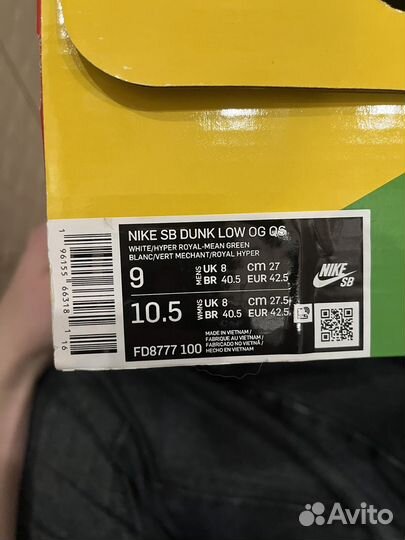 NIKE SB DUNK LOW OG QS
WHITE/HYPER ROYAL-MEAN GREEN
BLANC/VERT MECHANT/ROYAL HYPER
9 MENS UK 8 CM 27
BR 40.5 EUR 42.5
10.5 WMNS UK 8 CM 27.5
BR 40.5 EUR 42.5
MADE IN VIETNAM /
FABRIQUE AU VIETNAM /
FABRICADO NO VIETNÃ /
HECHO EN VIETNAM
FD8777 100
NIKE
SB
1 96155 66318 1 16
Avito